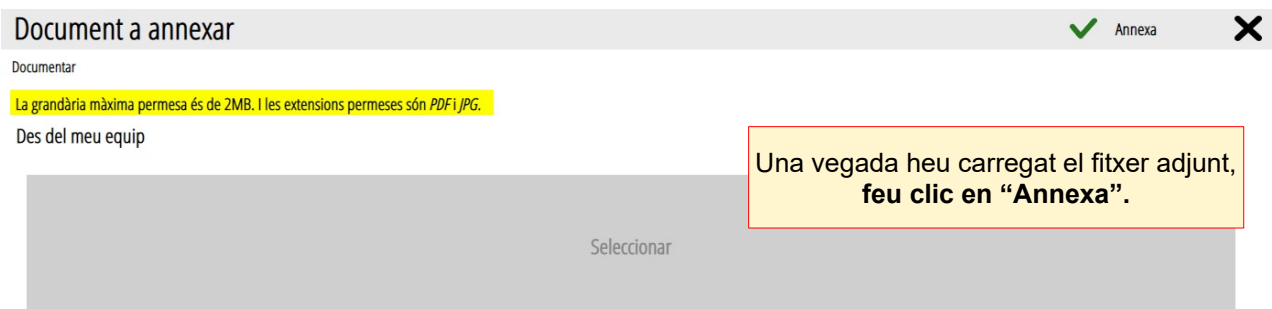 Document a annexar
Annexa
Documentar
La grandària màxima permesa és de 2MB. I les extensions permeses són PDF i JPG.
Des del meu equip
Una vegada heu carregat el fitxer adjunt,
feu clic en “Annexa”.
Seleccionar